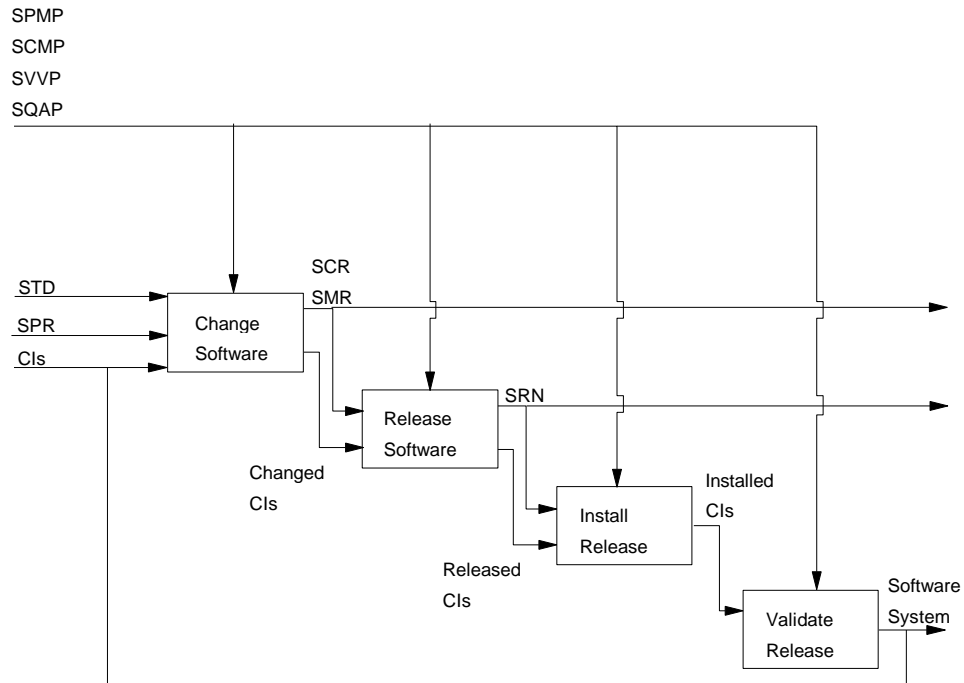 SPMP
SCMP
SVVP
SQAP
STD
SPR
CIs
Change
Software
SCR
SMR
Changed
CIs
Release
Software
SRN
Released
CIs
Install
Release
Installed
CIs
Validate
Release
Software
System